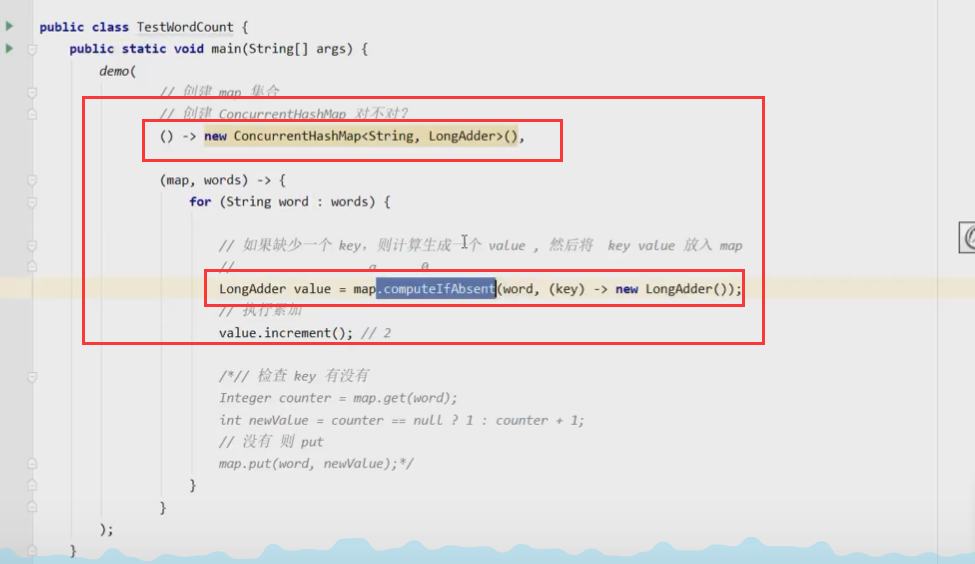 public class TestWordCount {
public static void main(String[] args) {
demo(
// 创建 map 集合
// 创建 ConcurrentHashMap 对不对?
() -> new ConcurrentHashMap<String, LongAdder>(),
(map, words) -> {
for (String word : words) {
// 如果缺少一个 key，则计算生成一个 value , 然后将 key value 放入 map
// a 0
LongAdder value = map.computeIfAbsent(word, (key) -> new LongAdder());
// 执行累加
value.increment(); // 2
/*// 检查 key 有没有
Integer counter = map.get(word);
int newValue = counter == null ? 1 : counter + 1;
// 没有 则 put
map.put(word, newValue);*/
}
}
);
}